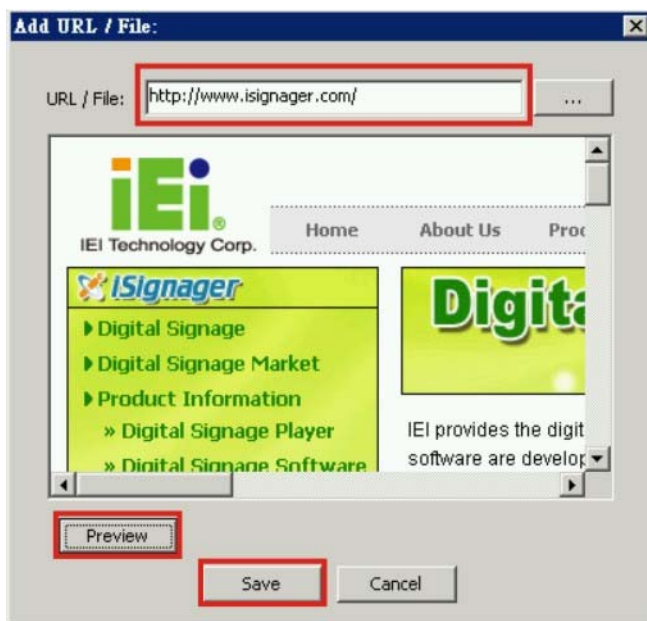 Add URL / File:
URL / File: http://www.isignager.com/ ...
iEi®
IEI Technology Corp.
Home About Us
iSignager
Digital Signage
Digital Signage Market
Product Information
» Digital Signage Player
» Digital Signage Software
IEI provides the
software are
Preview
Save Cancel